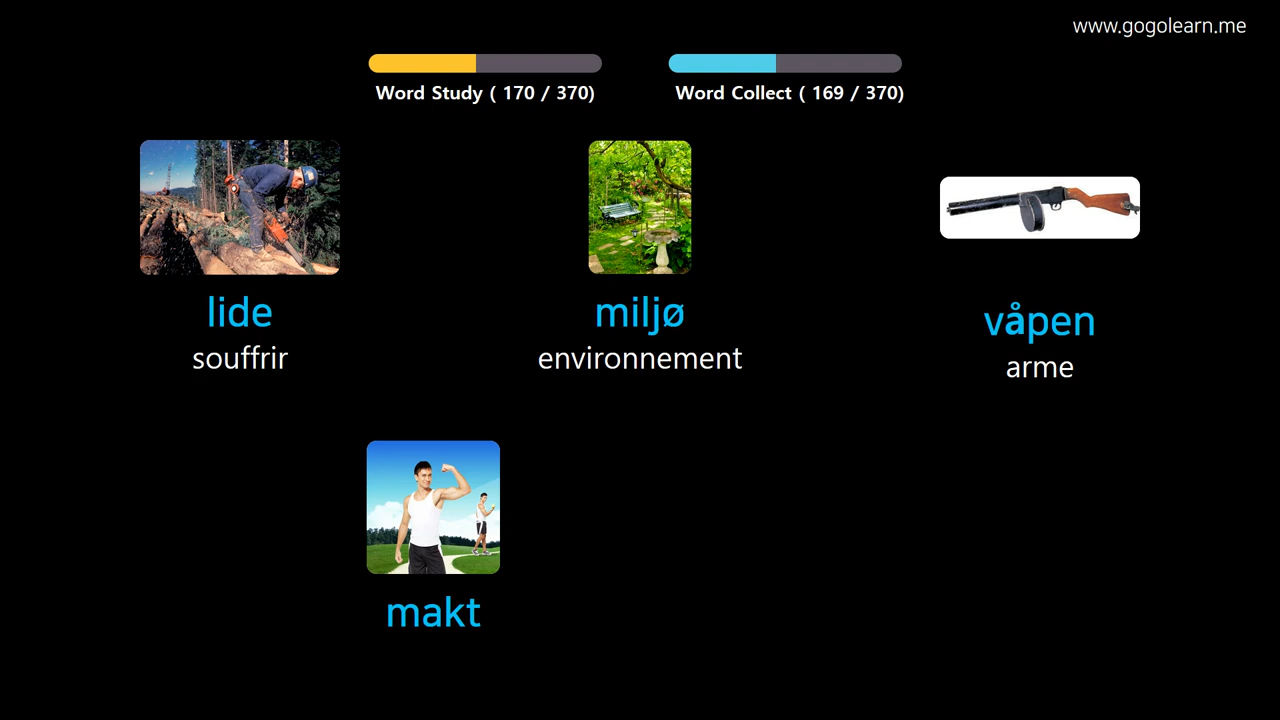 www.gogolearn.me
Word Study ( 170 / 370)
Word Collect ( 169 / 370)
lide
souffrir
miljø
environnement
våpen
arme
makt